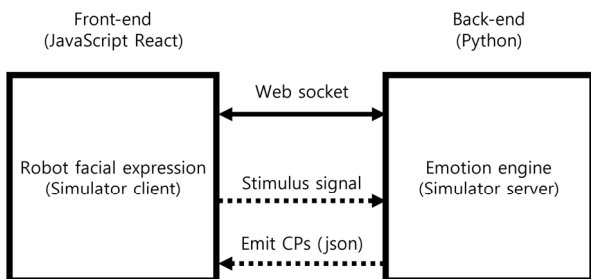 Front-end
(JavaScript React)
Back-end
(Python)
Web socket
Robot facial expression
(Simulator client)
Emotion engine
(Simulator server)
Stimulus signal
Emit CPs (json)